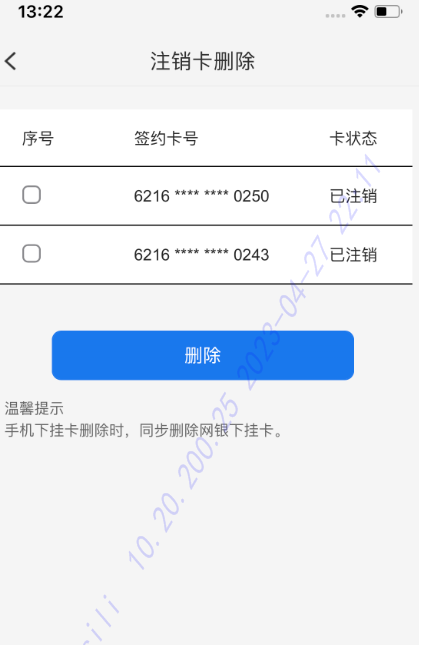 13:22
注销卡删除
序号 签约卡号 卡状态
6216 **** **** 0250 已注销
6216 **** **** 0243 已注销
删除
温馨提示
手机下挂卡删除时，同步删除网银下挂卡。
sili 10.20.200.25 2023-04-27 22:11